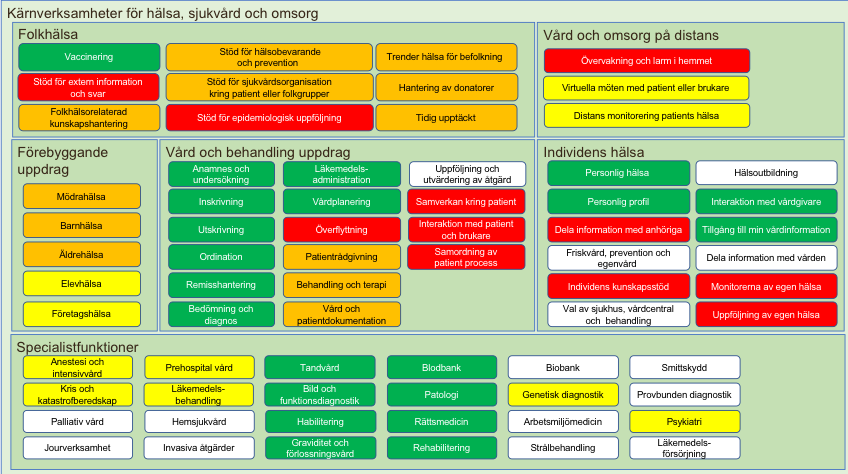 Kärnverksamheter för hälsa, sjukvård och omsorg
Folkhälsa
Vaccinering
Stöd för hälsobevarande
och prevention
Trender hälsa för befolkning
Stöd för extern information
och svar
Stöd för sjukvårdsorganisation
kring patient eller folkgrupper
Hantering av donatorer
Folkhälsorelaterad
kunskapshantering
Stöd för epidemiologisk uppföljning
Tidig upptäckt
Vård och omsorg på distans
Övervakning och larm i hemmet
Virtuella möten med patient eller brukare
Distans monitorering patients hälsa
Förebyggande
uppdrag
Mödrahälsa
Barnhälsa
Äldrehälsa
Elevhälsa
Företagshälsa
Vård och behandling uppdrag
Anamnes och
undersökning
Läkemedels-
administration
Uppföljning och
utvärdering av åtgärd
Inskrivning
Vårdplanering
Samverkan kring patient
Utskrivning
Överflyttning
Interaktion med patient
och brukare
Ordination
Patientrådgivning
Samordning av
patient process
Remisshantering
Behandling och terapi
Bedömning och
diagnos
Vård och
patientdokumentation
Individens hälsa
Personlig hälsa
Hälsoutbildning
Personlig profil
Interaktion med vårdgivare
Dela information med anhöriga
Tillgång till min vårdinformation
Friskvård, prevention och
egenvård
Dela information med vården
Individens kunskapsstöd
Monitorerna av egen hälsa
Val av sjukhus, vårdcentral
och behandling
Uppföljning av egen hälsa
Specialistfunktioner
Anestesi och
intensivvård
Prehospital vård
Tandvård
Blodbank
Biobank
Smittskydd
Kris och
katastrofberedskap
Läkemedels-
behandling
Bild och
funktionsdiagnostik
Patologi
Genetisk diagnostik
Provbunden diagnostik
Palliativ vård
Hemsjukvård
Habilitering
Rättsmedicin
Arbetsmiljömedicin
Psykiatri
Jourverksamhet
Invasiva åtgärder
Graviditet och
förlossningsvård
Rehabilitering
Strålbehandling
Läkemedels-
försörjning